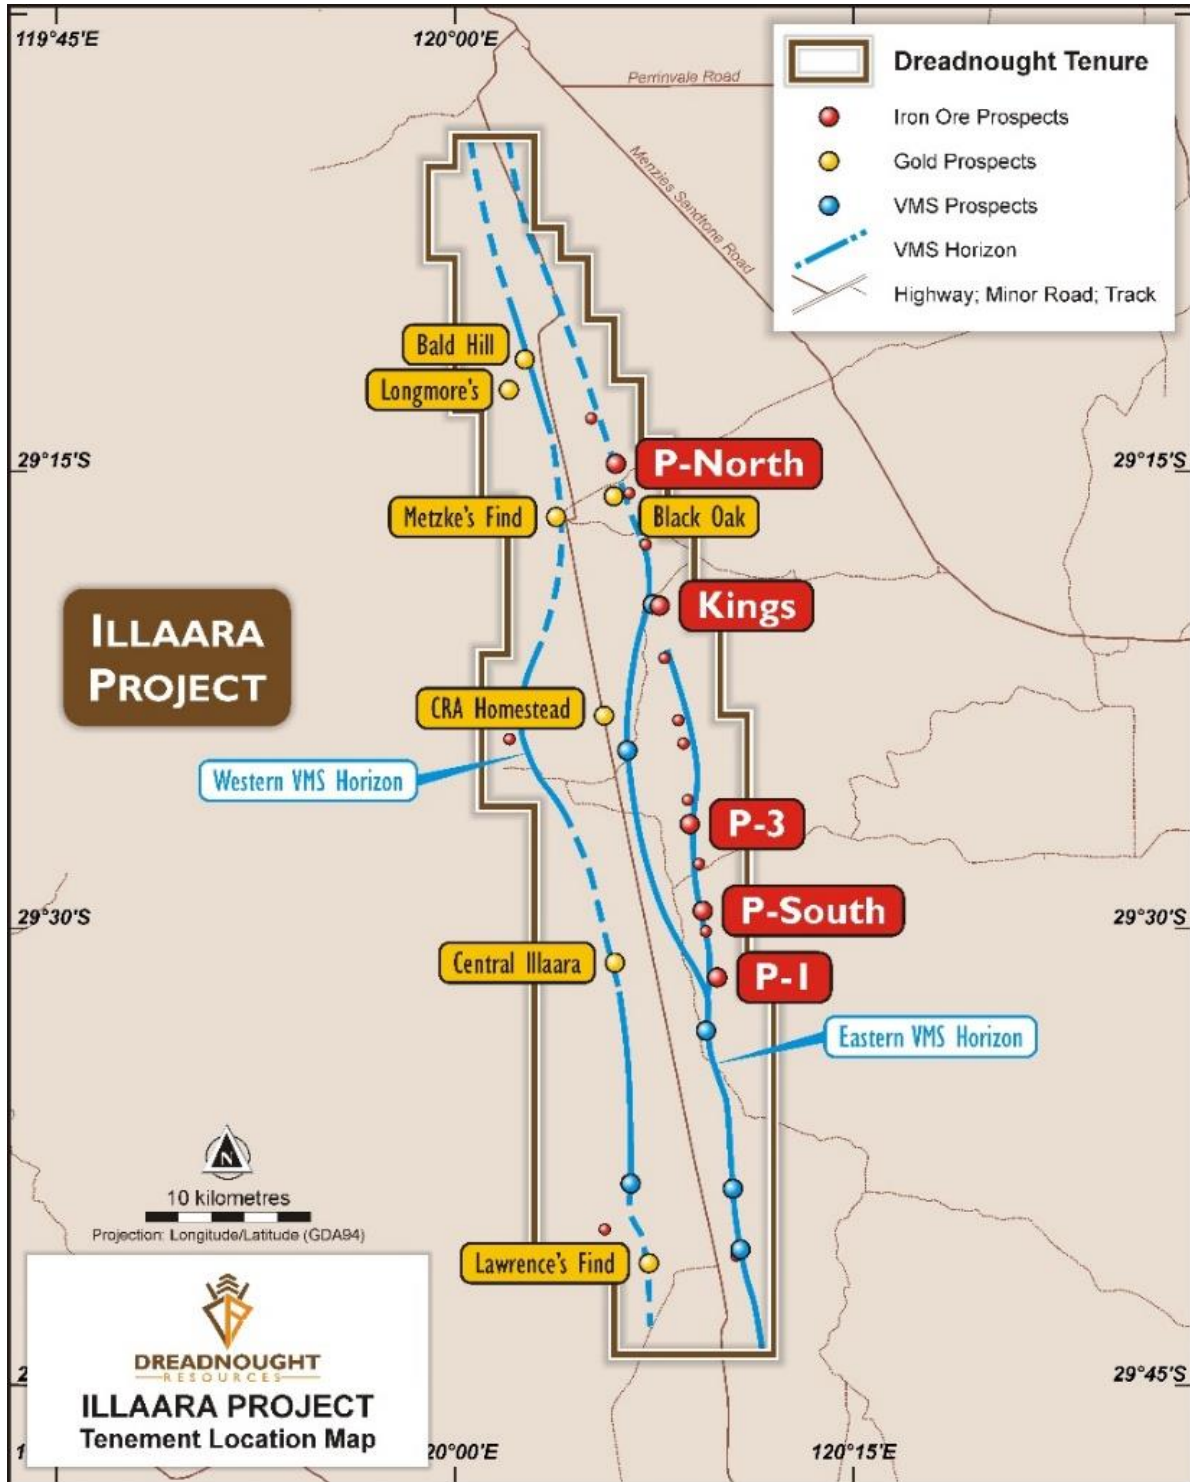 119°45'E
120°00'E
Dreadnought Tenure
Iron Ore Prospects
Gold Prospects
VMS Prospects
VMS Horizon
Highway; Minor Road; Track
Perrinvale Road
Menzies Sandtone Road
Bald Hill
Longmore's
29°15'S
P-North
29°15'S
Metzke's Find
Black Oak
Kings
ILLAARA
PROJECT
CRA Homestead
Western VMS Horizon
P-3
P-South
29°30'S
29°30'S
Central Illaara
P-1
Eastern VMS Horizon
N
10 kilometres
Projection: Longitude/Latitude (GDA94)
Lawrence's Find
DREADNOUGHT
RESOURCES
ILLAARA PROJECT
Tenement Location Map
29°45'S
20°00'E
120°15'E